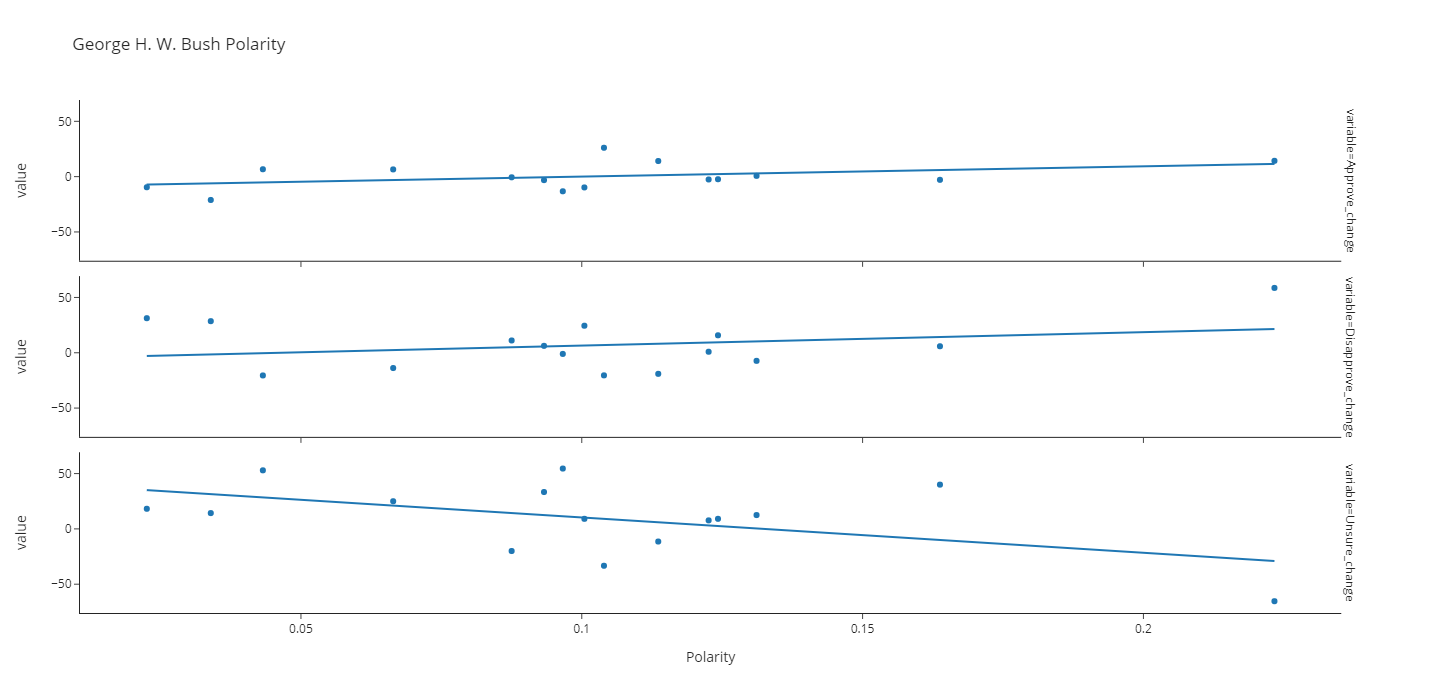 George H. W. Bush Polarity
50
0
−50
value
variable=Approve_change
50
0
−50
value
variable=Disapprove_change
50
0
−50
value
variable=Unsure_change
0.05
0.1
0.15
0.2
Polarity